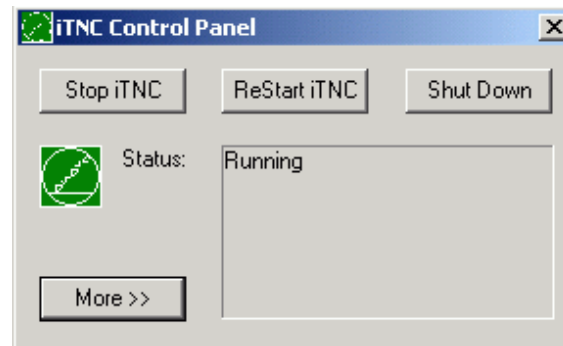 iTNC Control Panel
Stop iTNC
ReStart iTNC
Shut Down
Status:
Running
More >>